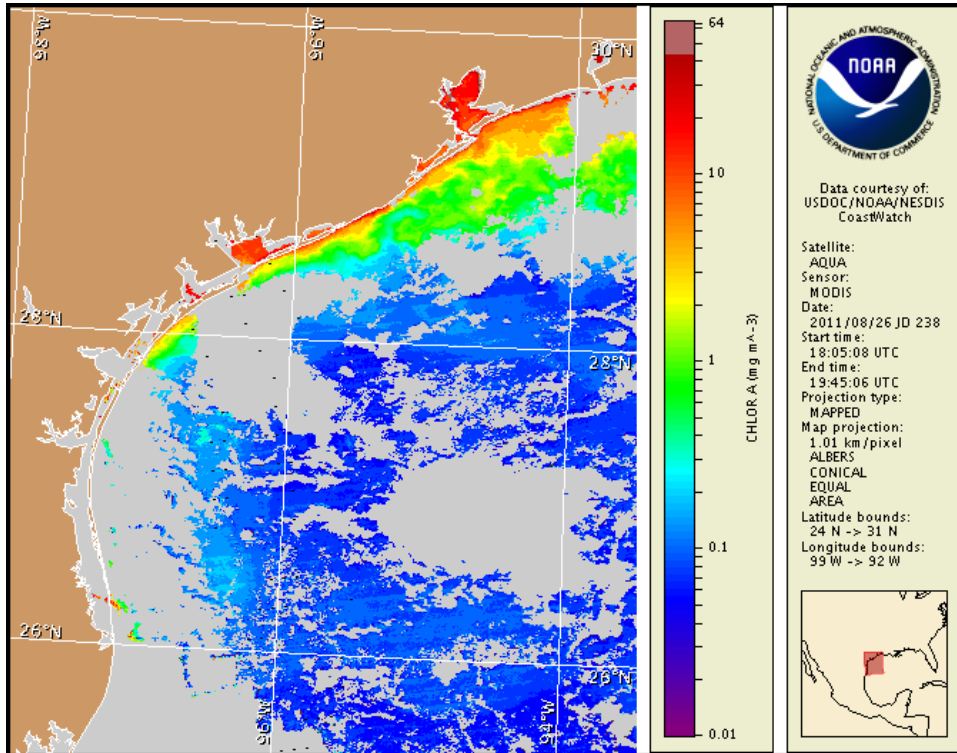 98°W
96°W
30°N
28°N
28°N
26°N
26°N
96°W
94°W
64
10
1
0.1
0.01
CHLOR A (mg m^-3)
NATIONAL OCEANIC AND ATMOSPHERIC ADMINISTRATION
NOAA
U.S. DEPARTMENT OF COMMERCE
Data courtesy of:
USDOC/NOAA/NESDIS
CoastWatch
Satellite:
AQUA
Sensor:
MODIS
Date:
2011/08/26 JD 238
Start time:
18:05:08 UTC
End time:
19:45:06 UTC
Projection type:
MAPPED
Map projection:
1.01 km/pixel
ALBERS
CONICAL
EQUAL
AREA
Latitude bounds:
24 N -> 31 N
Longitude bounds:
99 W -> 92 W